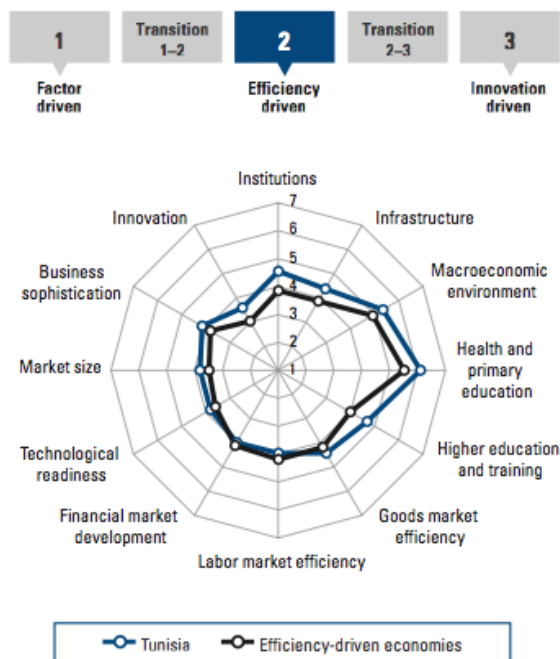 1
Transition
1–2
2
Transition
2–3
3
Factor
driven
Efficiency
driven
Innovation
driven
Institutions
7
Innovation
6
Infrastructure
5
Business
sophistication
4
Macroeconomic
environment
3
2
Market size
1
Health and
primary
education
Technological
readiness
Higher education
and training
Financial market
development
Goods market
efficiency
Labor market efficiency
Tunisia
Efficiency-driven economies